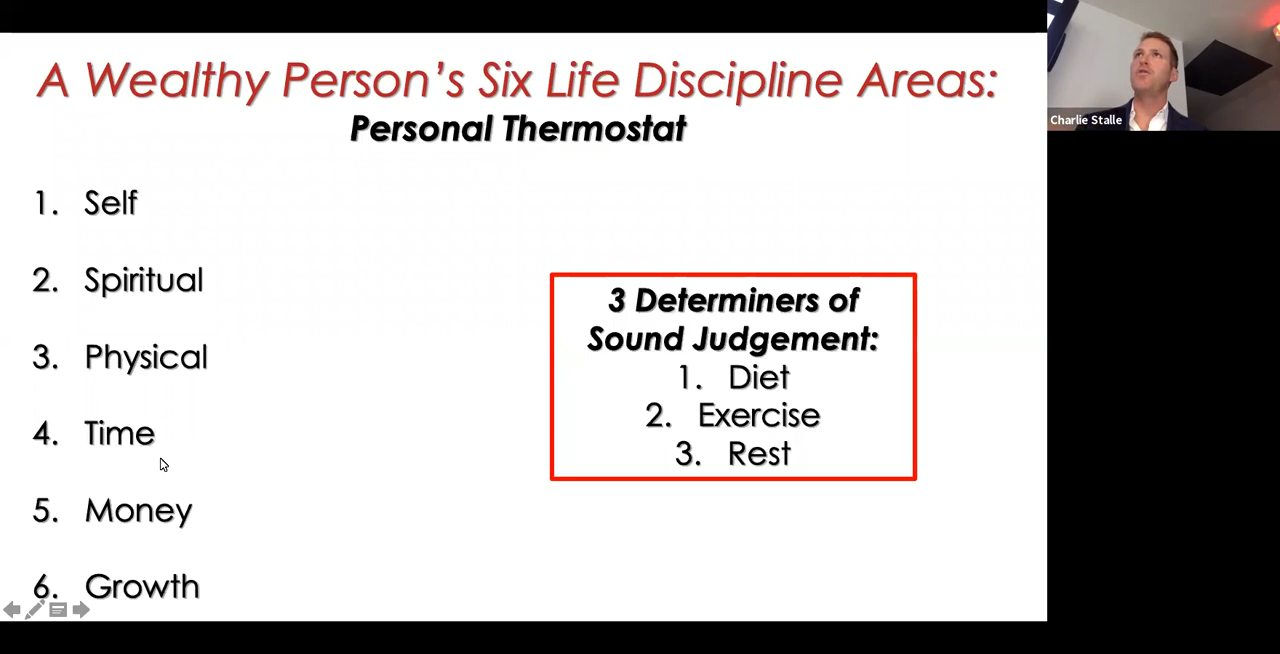 A Wealthy Person's Six Life Discipline Areas:
Personal Thermostat
1. Self
2. Spiritual
3. Physical
4. Time
5. Money
6. Growth
3 Determiners of
Sound Judgement:
1. Diet
2. Exercise
3. Rest
Charlie Stalle